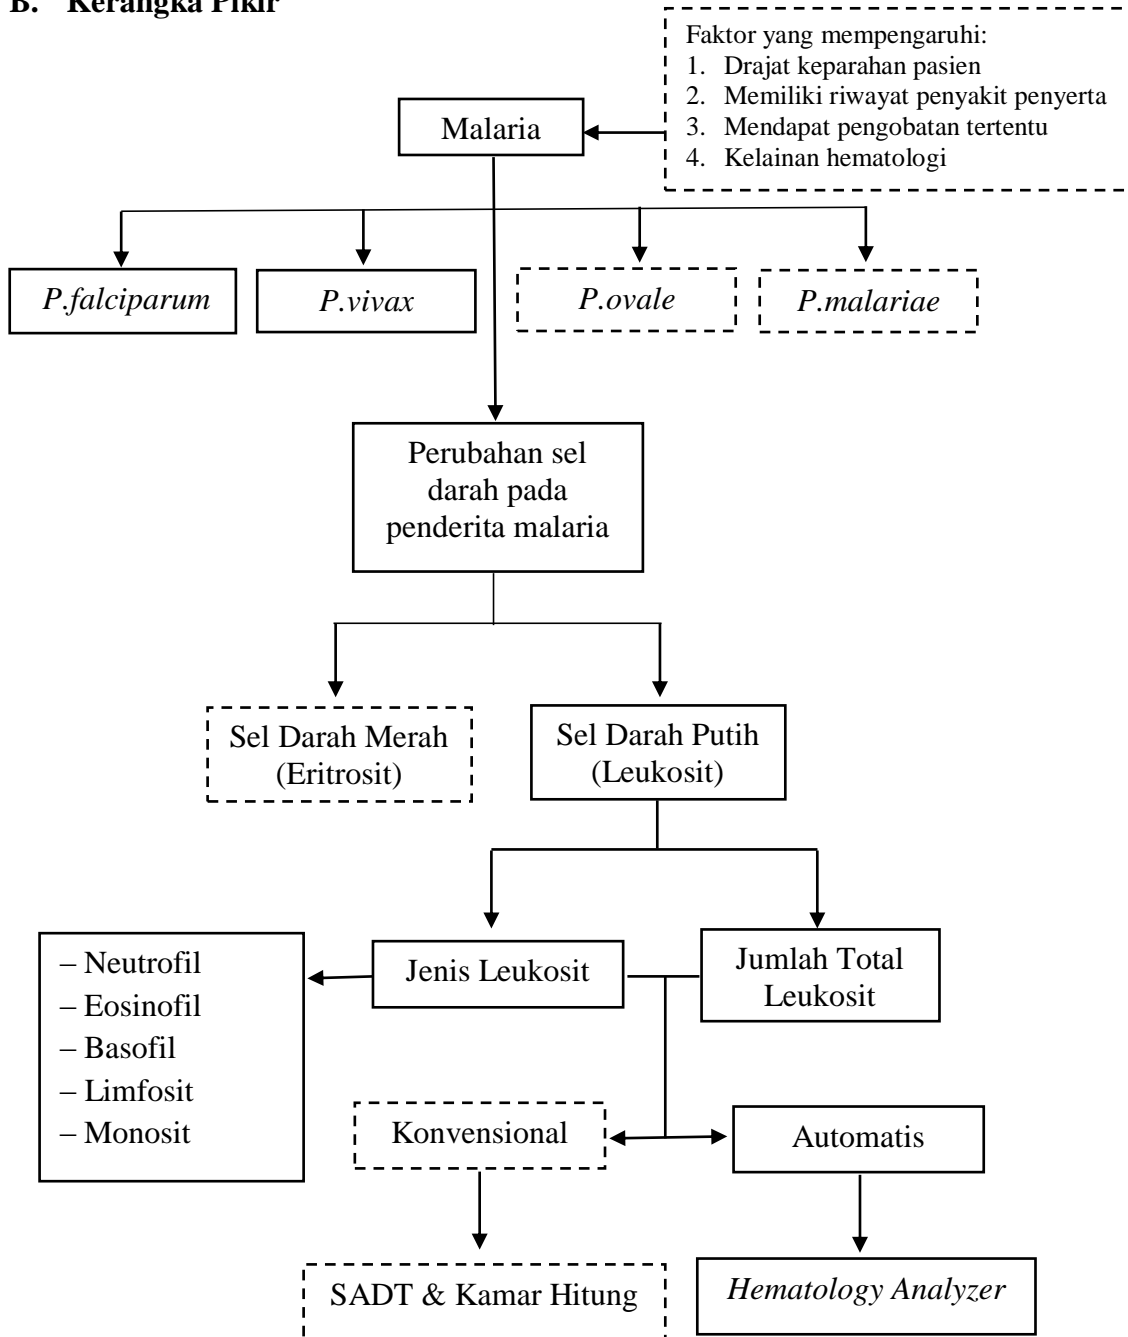 B. Kerangka Pikir
Faktor yang mempengaruhi:
1. Drajat keparahan pasien
2. Memiliki riwayat penyakit penyerta
3. Mendapat pengobatan tertentu
4. Kelainan hematologi
Malaria
P.falciparum
P.vivax
P.ovale
P.malariae
Perubahan sel
darah pada
penderita malaria
Sel Darah Merah
(Eritrosit)
Sel Darah Putih
(Leukosit)
– Neutrofil
– Eosinofil
– Basofil
– Limfosit
– Monosit
Jenis Leukosit
Jumlah Total
Leukosit
Konvensional
Automatis
SADT & Kamar Hitung
Hematology Analyzer